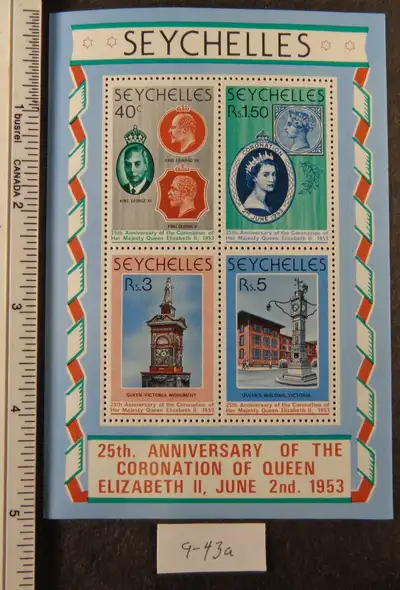 SEYCHELLES
SEYCHELLES
40c
KING EDWARD VII
KING GEORGE VI
KING GEORGE V
25th Anniversary of the Coronation of
Her Majesty Queen Elizabeth II, 1953
SEYCHELLES
Rs.1.50
CORONATION
2nd JUNE 1953
25th Anniversary of the Coronation of
Her Majesty Queen Elizabeth II, 1953
SEYCHELLES
Rs.3
QUEEN VICTORIA MONUMENT
25th Anniversary of the Coronation of
Her Majesty Queen Elizabeth II, 1953
SEYCHELLES
Rs.5
QUEEN'S BUILDING, VICTORIA
25th Anniversary of the Coronation of
Her Majesty Queen Elizabeth II, 1953
25th. ANNIVERSARY OF THE
CORONATION OF QUEEN
ELIZABETH II, JUNE 2nd. 1953
9-43a
1
busrel
CANADA
2
3
4
5